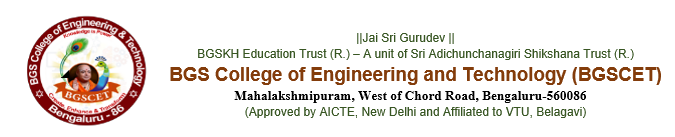 ||Jai Sri Gurudev ||
BGSKH Education Trust (R.) – A unit of Sri Adichunchanagiri Shikshana Trust (R.)
BGS College of Engineering and Technology (BGSCET)
Mahalakshmipuram, West of Chord Road, Bengaluru-560086
(Approved by AICTE, New Delhi and Affiliated to VTU, Belagavi)
BGS College of Engineering & Technology
Knowledge is Power
BGSCET
Create, Enhance & Transform
Bengaluru - 86